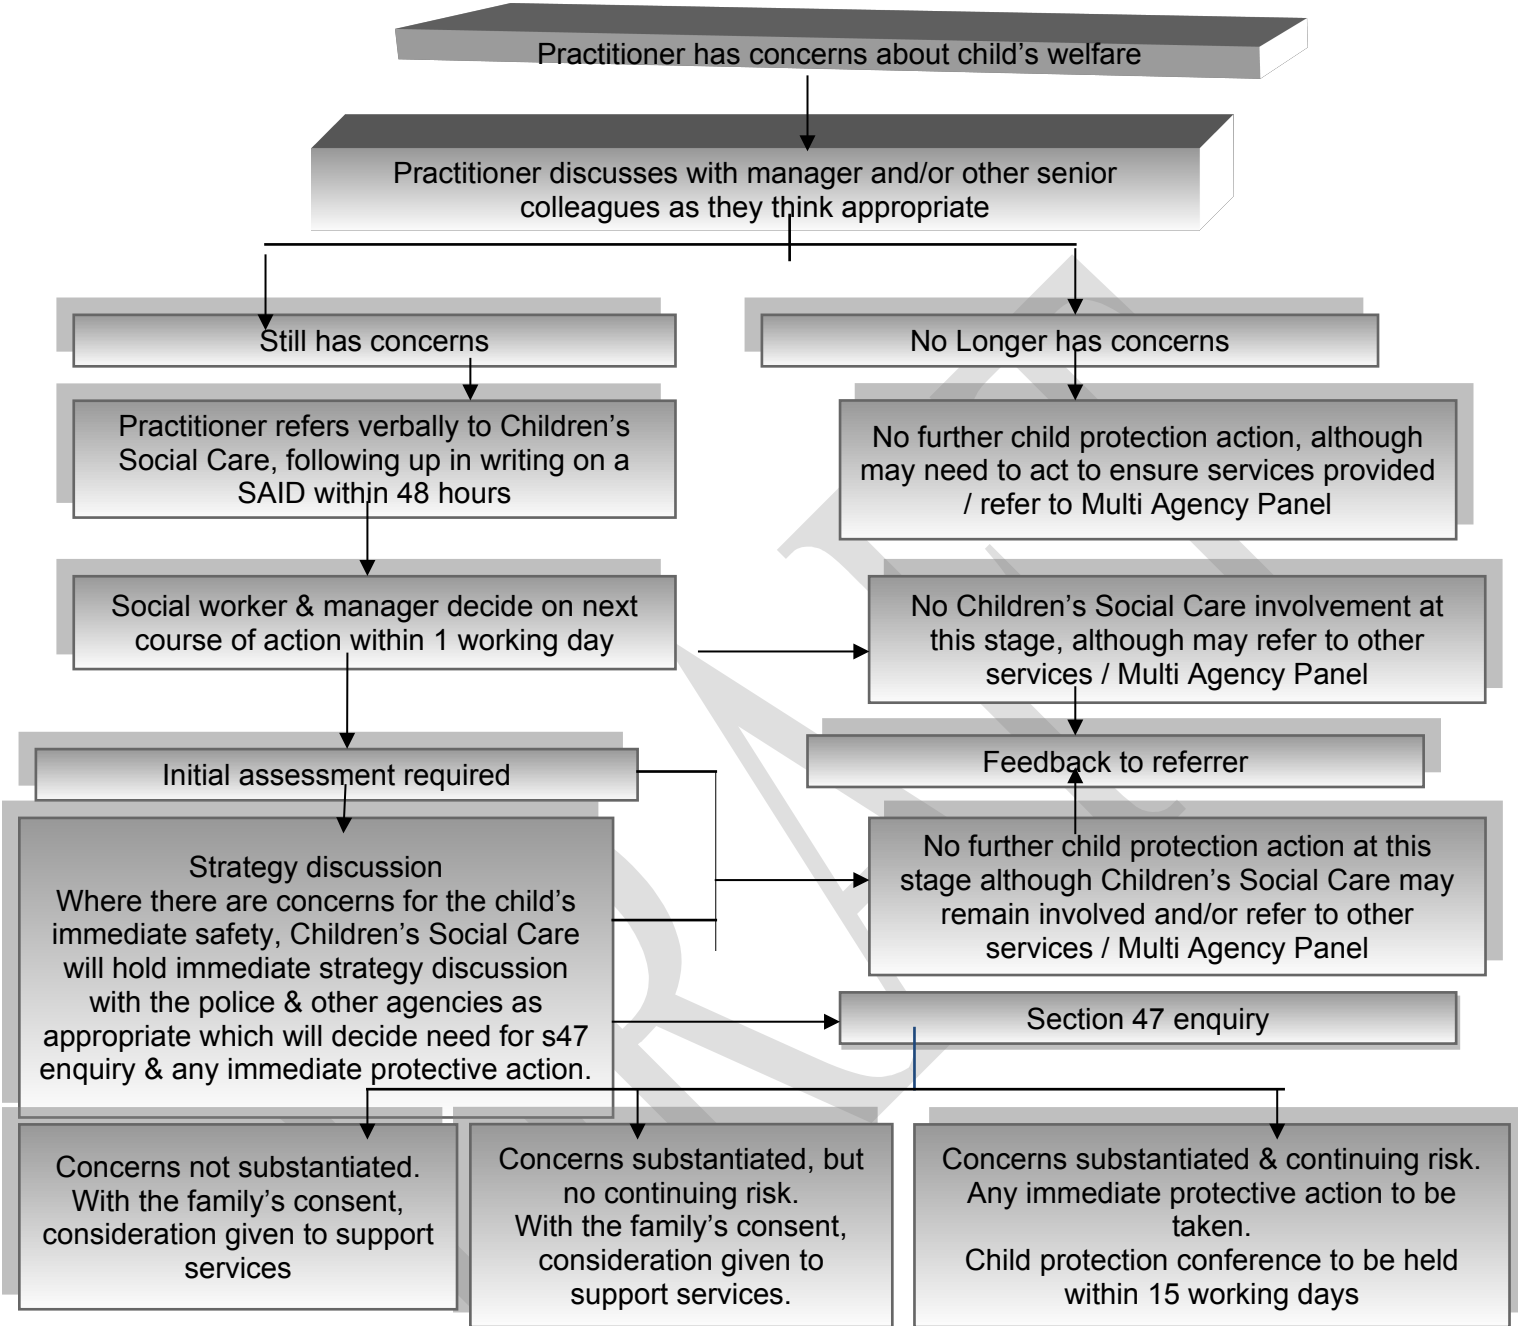 Practitioner has concerns about child’s welfare
Practitioner discusses with manager and/or other senior
colleagues as they think appropriate
Still has concerns
No Longer has concerns
Practitioner refers verbally to Children’s
Social Care, following up in writing on a
SAID within 48 hours
No further child protection action, although
may need to act to ensure services provided
/ refer to Multi Agency Panel
Social worker & manager decide on next
course of action within 1 working day
No Children’s Social Care involvement at
this stage, although may refer to other
services / Multi Agency Panel
Initial assessment required
Feedback to referrer
Strategy discussion
Where there are concerns for the child’s
immediate safety, Children’s Social Care
will hold immediate strategy discussion
with the police & other agencies as
appropriate which will decide need for s47
enquiry & any immediate protective action.
No further child protection action at this
stage although Children’s Social Care may
remain involved and/or refer to other
services / Multi Agency Panel
Section 47 enquiry
Concerns not substantiated.
With the family’s consent,
consideration given to support
services
Concerns substantiated, but
no continuing risk.
With the family’s consent,
consideration given to
support services.
Concerns substantiated & continuing risk.
Any immediate protective action to be
taken.
Child protection conference to be held
within 15 working days
DRAFT